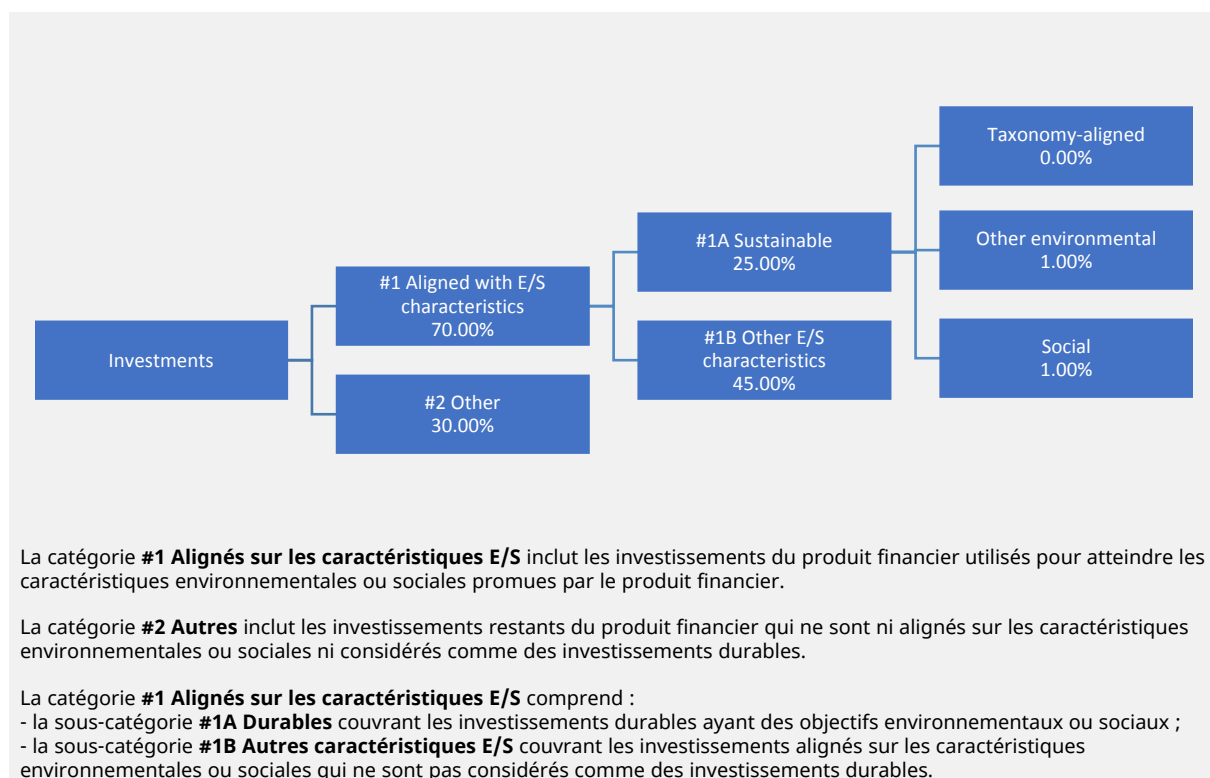 Taxonomy-aligned
0.00%
#1A Sustainable
25.00%
Other environmental
1.00%
#1 Aligned with E/S
characteristics
70.00%
Investments
#1B Other E/S
characteristics
45.00%
Social
1.00%
#2 Other
30.00%
La catégorie #1 Alignés sur les caractéristiques E/S inclut les investissements du produit financier utilisés pour atteindre les
caractéristiques environnementales ou sociales promues par le produit financier.
La catégorie #2 Autres inclut les investissements restants du produit financier qui ne sont ni alignés sur les caractéristiques
environnementales ou sociales ni considérés comme des investissements durables.
La catégorie #1 Alignés sur les caractéristiques E/S comprend :
- la sous-catégorie #1A Durables couvrant les investissements durables ayant des objectifs environnementaux ou sociaux ;
- la sous-catégorie #1B Autres caractéristiques E/S couvrant les investissements alignés sur les caractéristiques
environnementales ou sociales qui ne sont pas considérés comme des investissements durables.